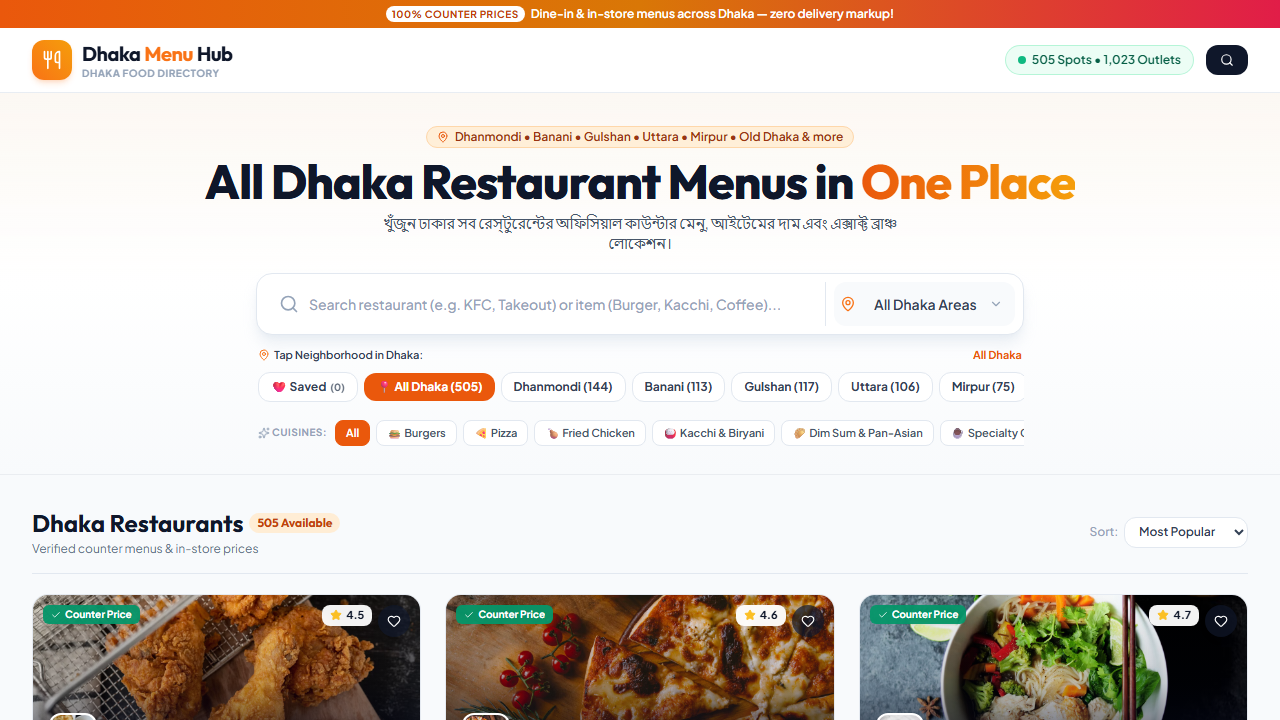 100% COUNTER PRICES Dine-in & in-store menus across Dhaka — zero delivery markup!
Dhaka Menu Hub
DHAKA FOOD DIRECTORY
505 Spots • 1,023 Outlets
Dhanmondi • Banani • Gulshan • Uttara • Mirpur • Old Dhaka & more
All Dhaka Restaurant Menus in One Place
খুঁজুন ঢাকার সব রেস্টুরেন্টের অফিসিয়াল কাউন্টার মেনু, আইটেমের দাম এবং এক্সাক্ট ব্রাঞ্চ
লোকেশন।
Search restaurant (e.g. KFC, Takeout) or item (Burger, Kacchi, Coffee)...
All Dhaka Areas
Tap Neighborhood in Dhaka:
All Dhaka
Saved (0)
All Dhaka (505)
Dhanmondi (144)
Banani (113)
Gulshan (117)
Uttara (106)
Mirpur (75)
CUISINES:
All
Burgers
Pizza
Fried Chicken
Kacchi & Biryani
Dim Sum & Pan-Asian
Specialty
Dhaka Restaurants
505 Available
Verified counter menus & in-store prices
Sort:
Most Popular
Counter Price
4.5
Counter Price
4.6
Counter Price
4.7